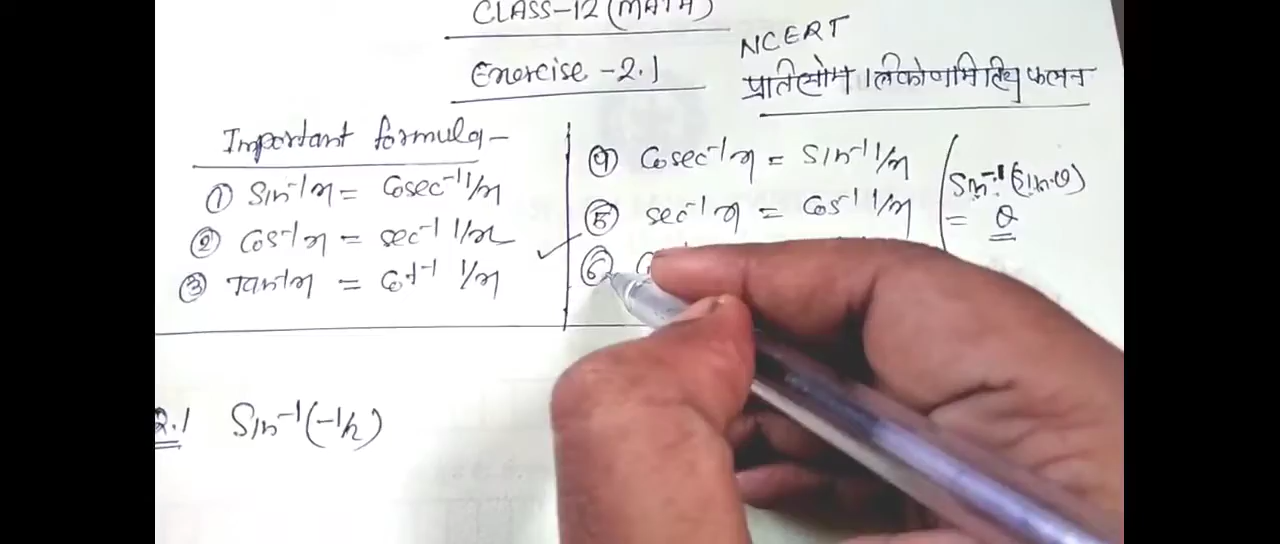 CLASS-12 (MATH)
Exercise -2.1
NCERT
प्रतिलोम त्रिकोणमितिय फलन
Important formula-
① Sin⁻¹x = Cosec⁻¹ 1/x
② Cos⁻¹x = sec⁻¹ 1/x
③ Tan⁻¹x = Cot⁻¹ 1/x
④ Cosec⁻¹x = Sin⁻¹ 1/x
⑤ sec⁻¹x = Cos⁻¹ 1/x
⑥
Sin⁻¹(Sin θ)
= θ
2.1 Sin⁻¹(-1/2)